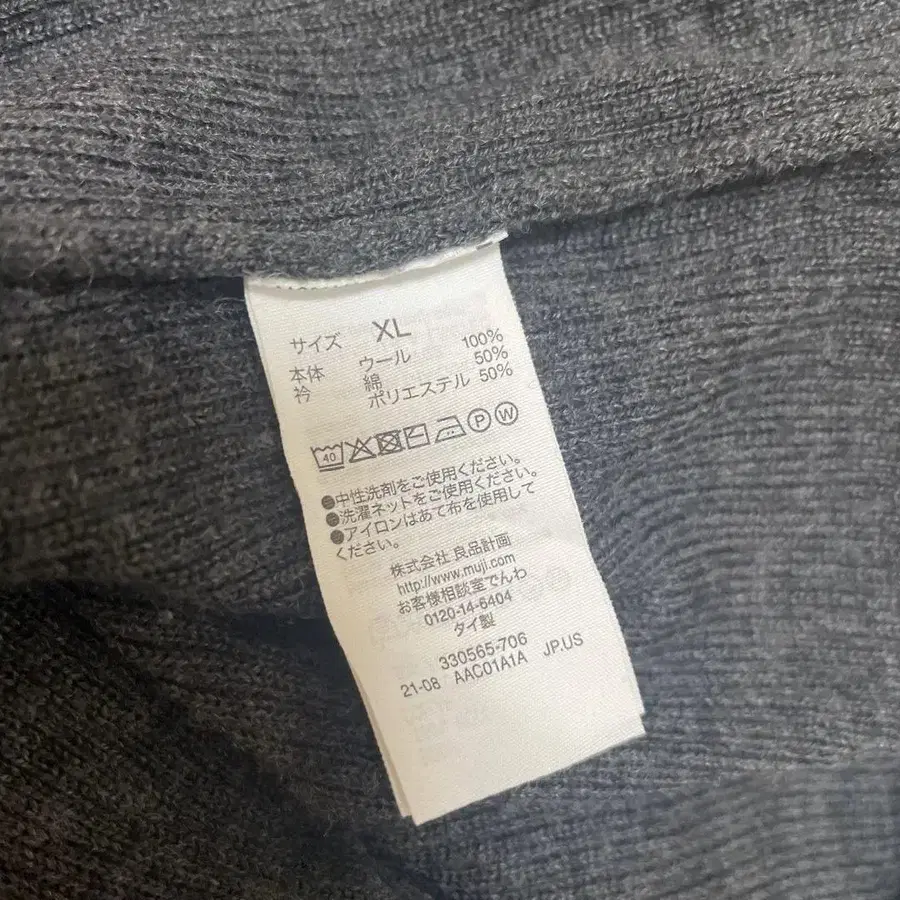 サイズ XL
本体 ウール 100%
衿 綿 50%
ポリエステル 50%
40 P W
●中性洗剤をご使用ください。
●洗濯ネットをご使用ください。
●アイロンはあて布を使用して
ください。
株式会社 良品計画
http://www.muji.com
お客様相談室でんわ
0120-14-6404
タイ製
330565-706
21-08 AAC01A1A JP.US